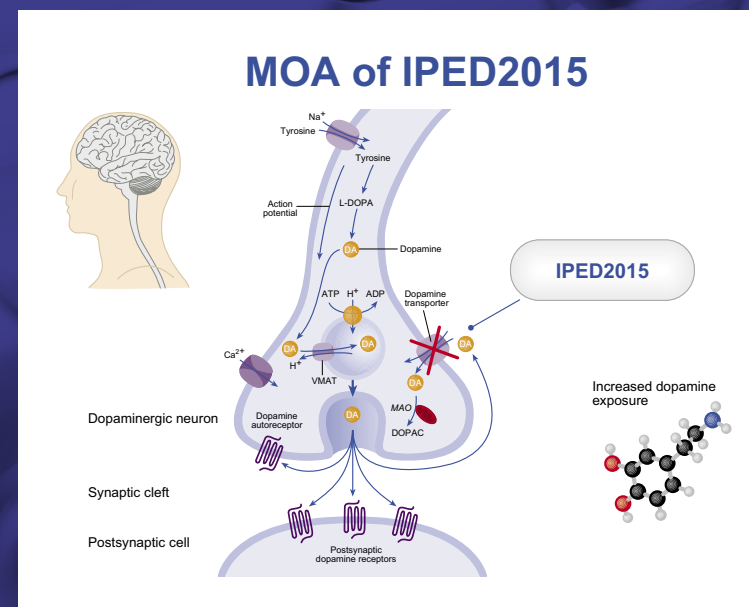 MOA of IPED2015
Na+
Tyrosine
Tyrosine
Action
potential
L-DOPA
DA
Dopamine
IPED2015
ATP H+ ADP
Dopamine
transporter
DA
DA
DA
Ca2+
H+
VMAT
DA
Increased dopamine
exposure
MAO
DOPAC
Dopaminergic neuron
Dopamine
autoreceptor
DA
Synaptic cleft
Postsynaptic cell
Postsynaptic
dopamine receptors